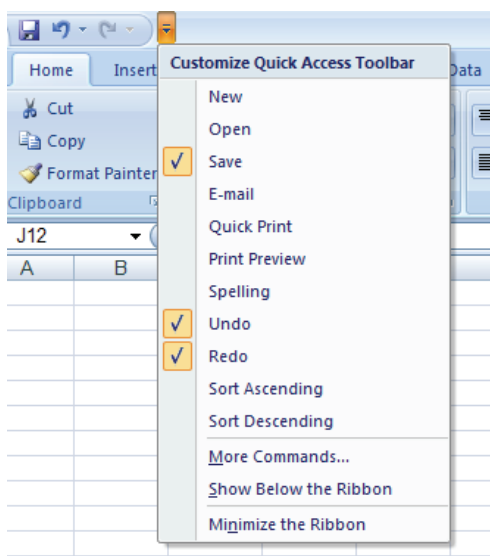 Home Insert Data
Customize Quick Access Toolbar
Cut
Copy
Format Painter
Clipboard
J12
A B
New
Open
Save
E-mail
Quick Print
Print Preview
Spelling
Undo
Redo
Sort Ascending
Sort Descending
More Commands...
Show Below the Ribbon
Minimize the Ribbon